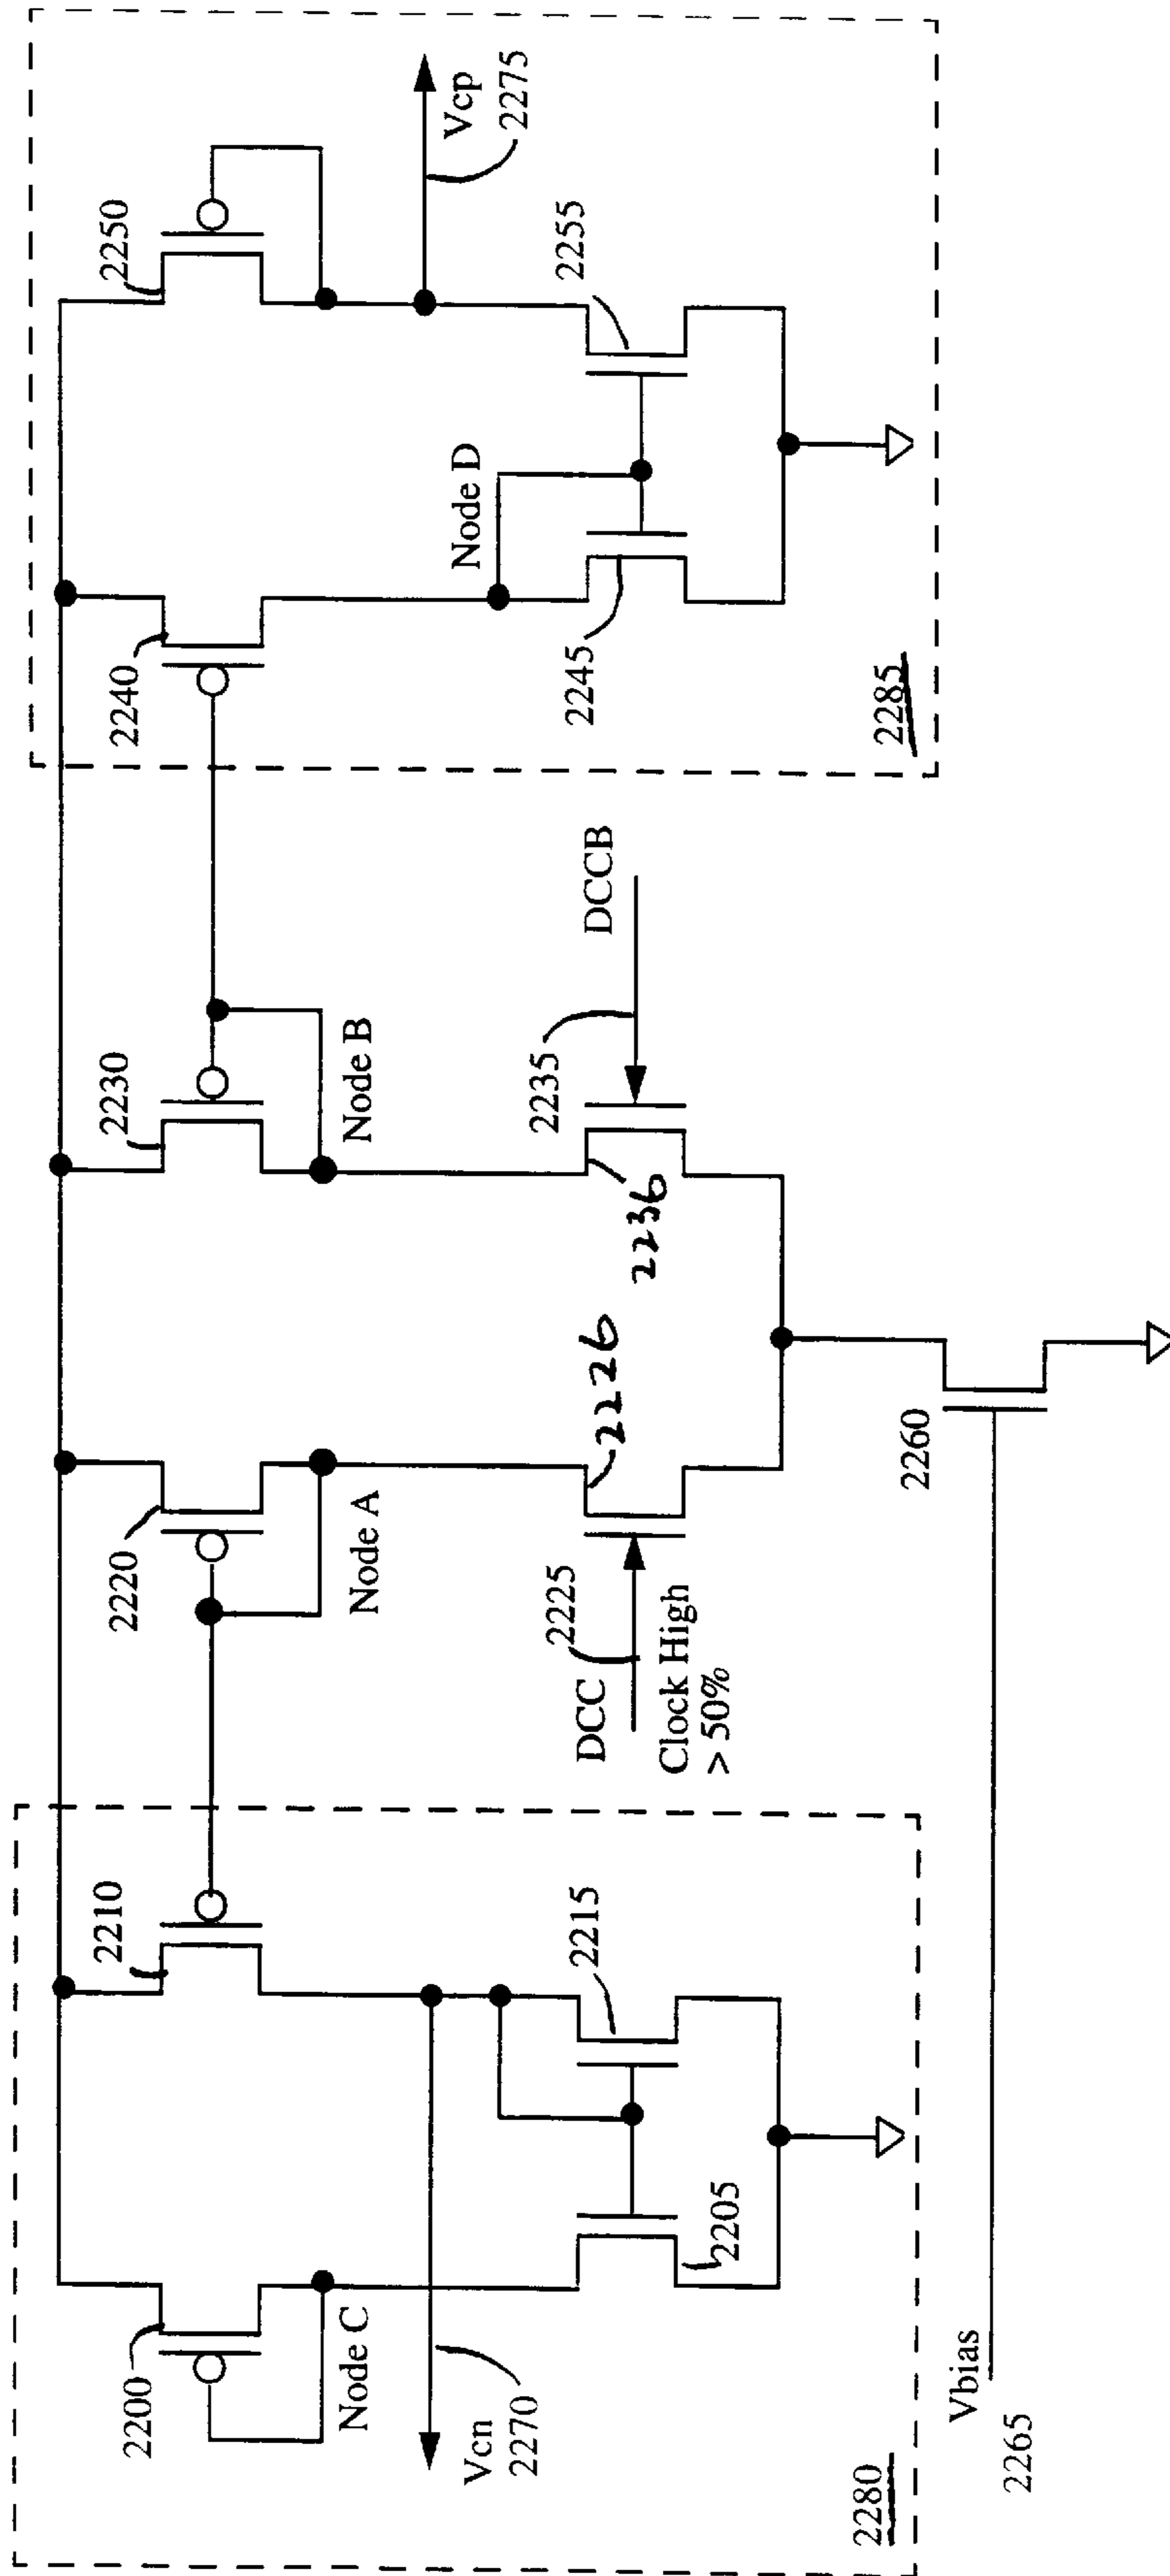 2200
2210
2220
2230
2240
2250
Node C
Node A
Node B
Node D
Vcn
2270
Vcp
2275
2205
2215
DCC
2225
Clock High
> 50%
2226
2236
2235
DCCB
2245
2255
2280
2285
Vbias
2265
2260